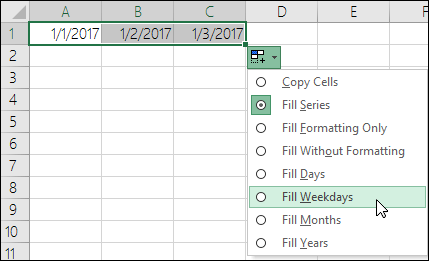 A B C D E F
1 1/1/2017 1/2/2017 1/3/2017
2
3 Copy Cells
4 Fill Series
5 Fill Formatting Only
6 Fill Without Formatting
7 Fill Days
8 Fill Weekdays
9 Fill Months
10 Fill Years
11